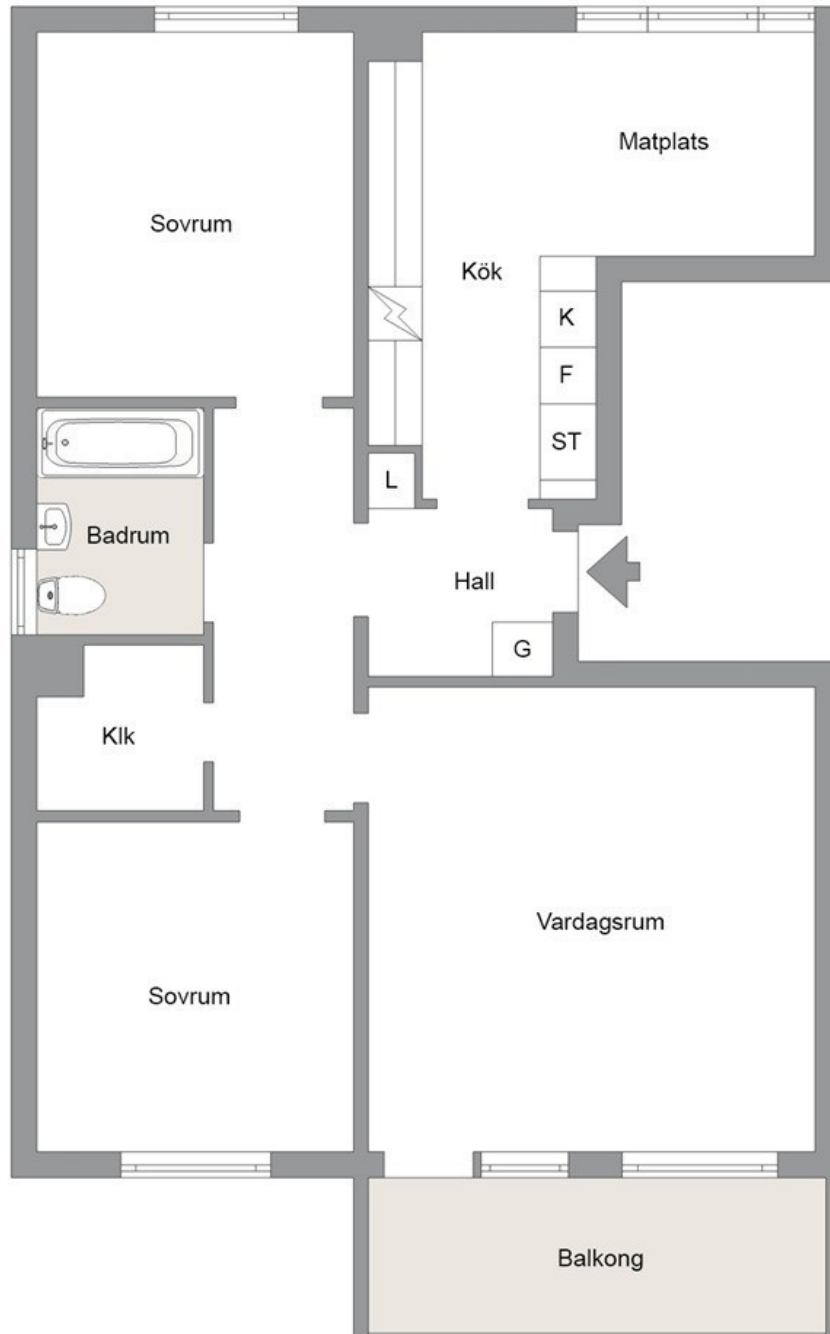 Matplats
Sovrum
Kök
K
F
ST
L
Badrum
Hall
G
Klk
Vardagsrum
Sovrum
Balkong